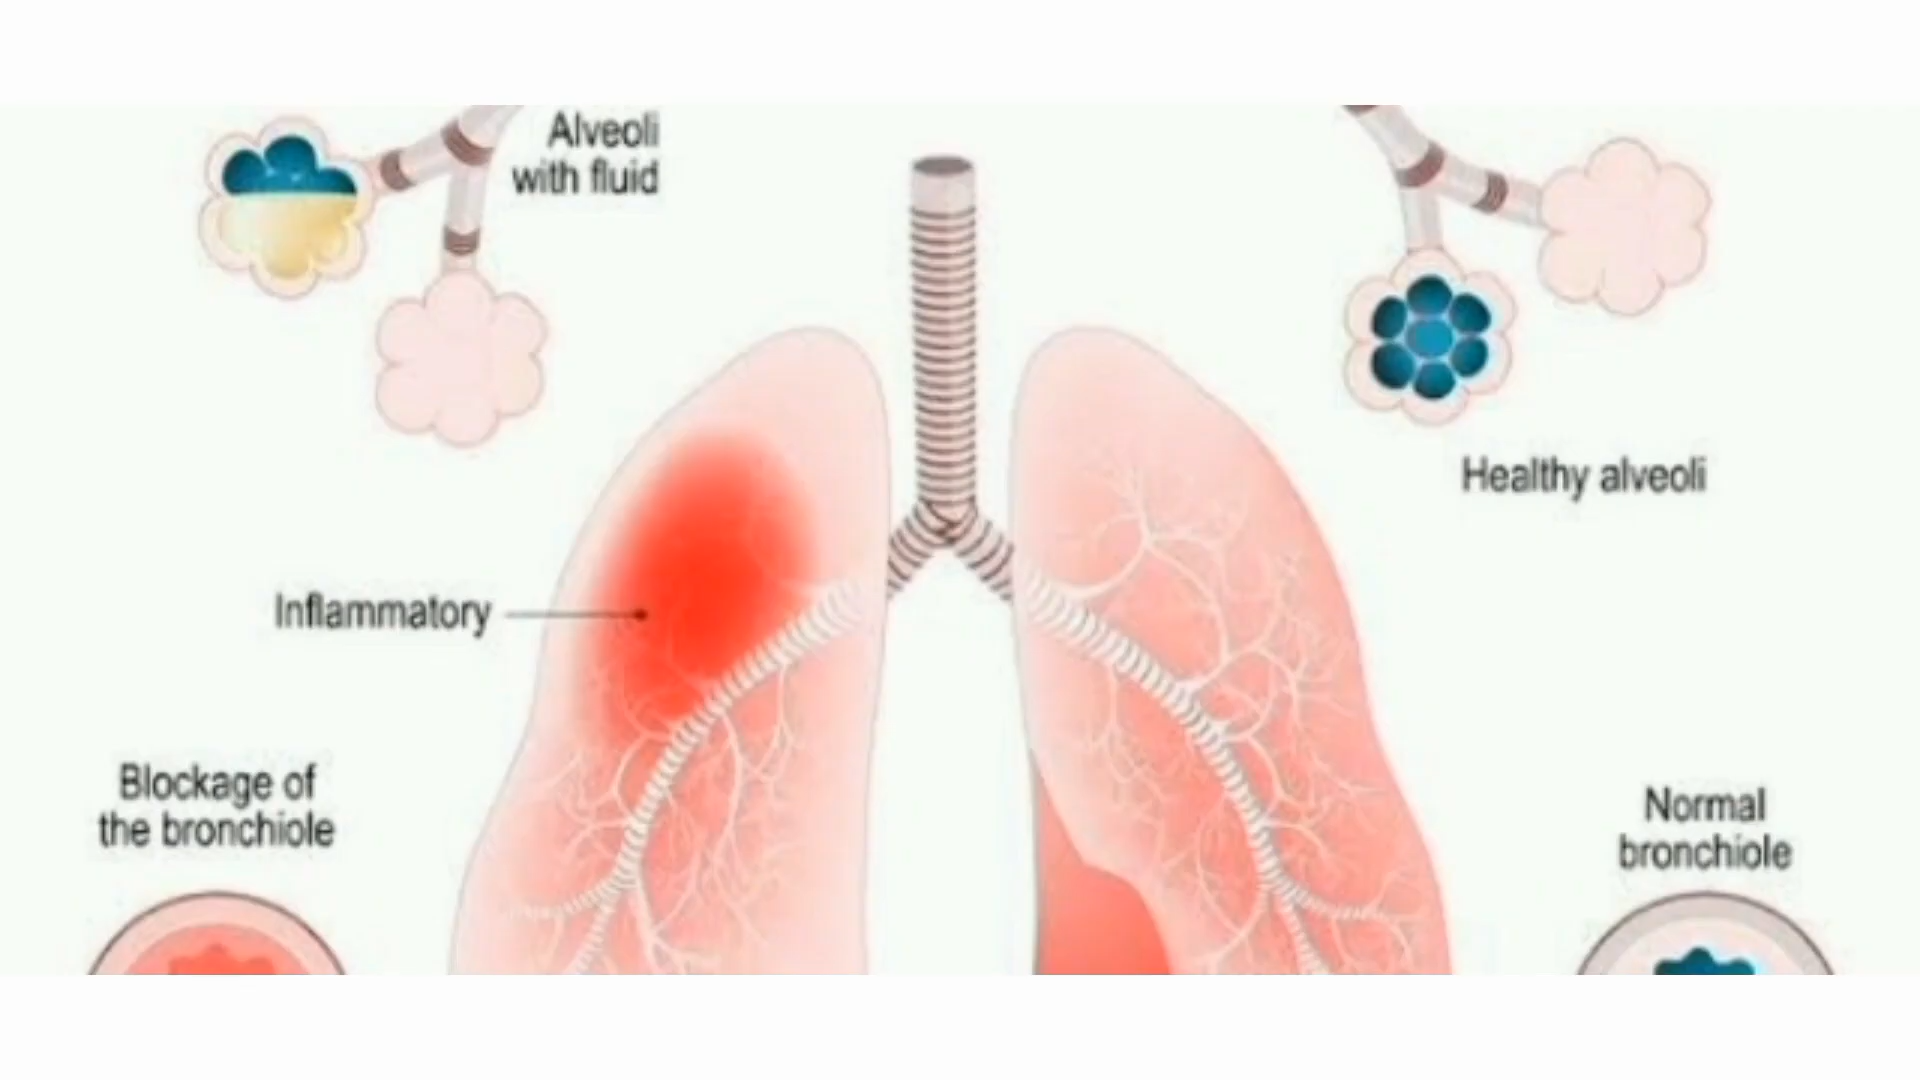 Alveoli
with fluid
Healthy alveoli
Inflammatory
Blockage of
the bronchiole
Normal
bronchiole